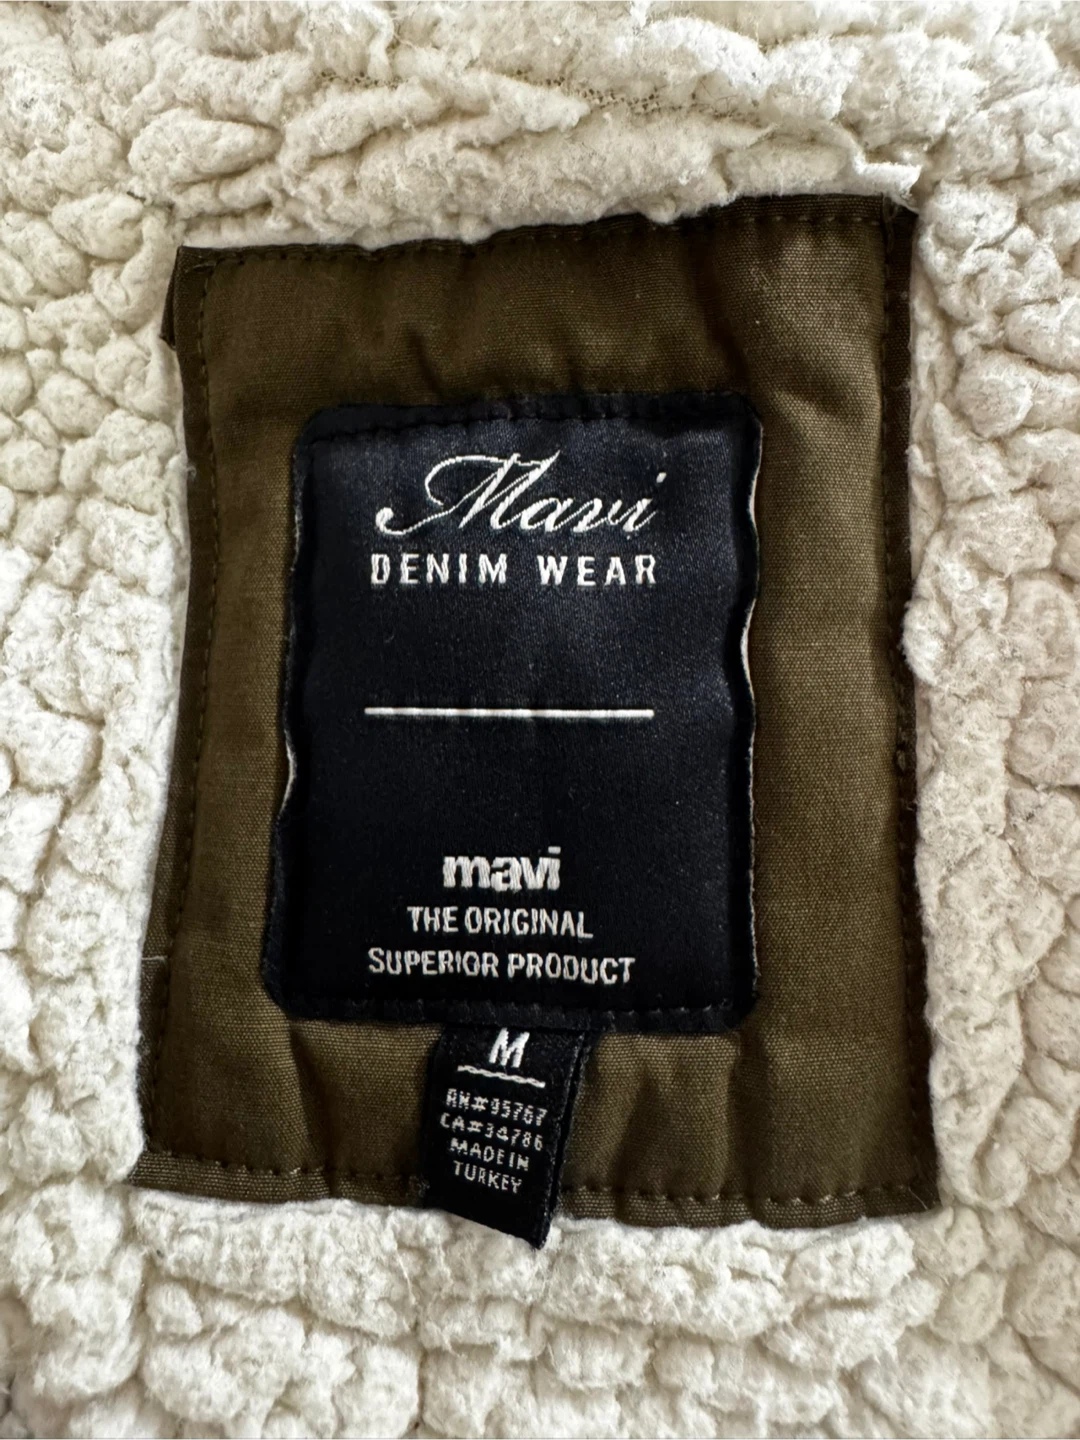 Mavi
DENIM WEAR
mavi
THE ORIGINAL
SUPERIOR PRODUCT
M
RN#95767
CA#34786
MADE IN
TURKEY